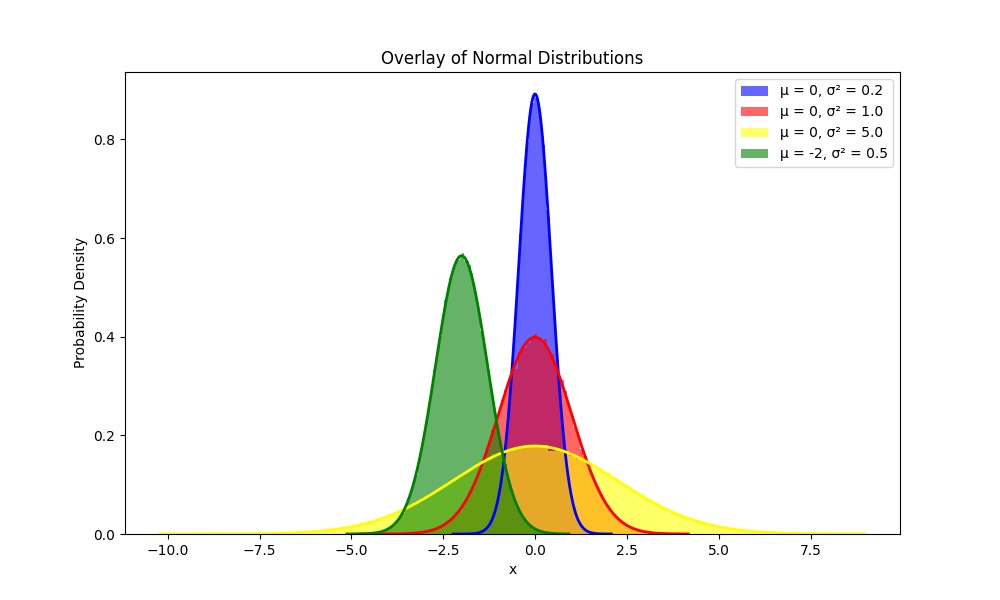 Overlay of Normal Distributions
μ = 0, σ² = 0.2
μ = 0, σ² = 1.0
μ = 0, σ² = 5.0
μ = -2, σ² = 0.5
Probability Density
0.8
0.6
0.4
0.2
0.0
−10.0 −7.5 −5.0 −2.5 0.0 2.5 5.0 7.5
x